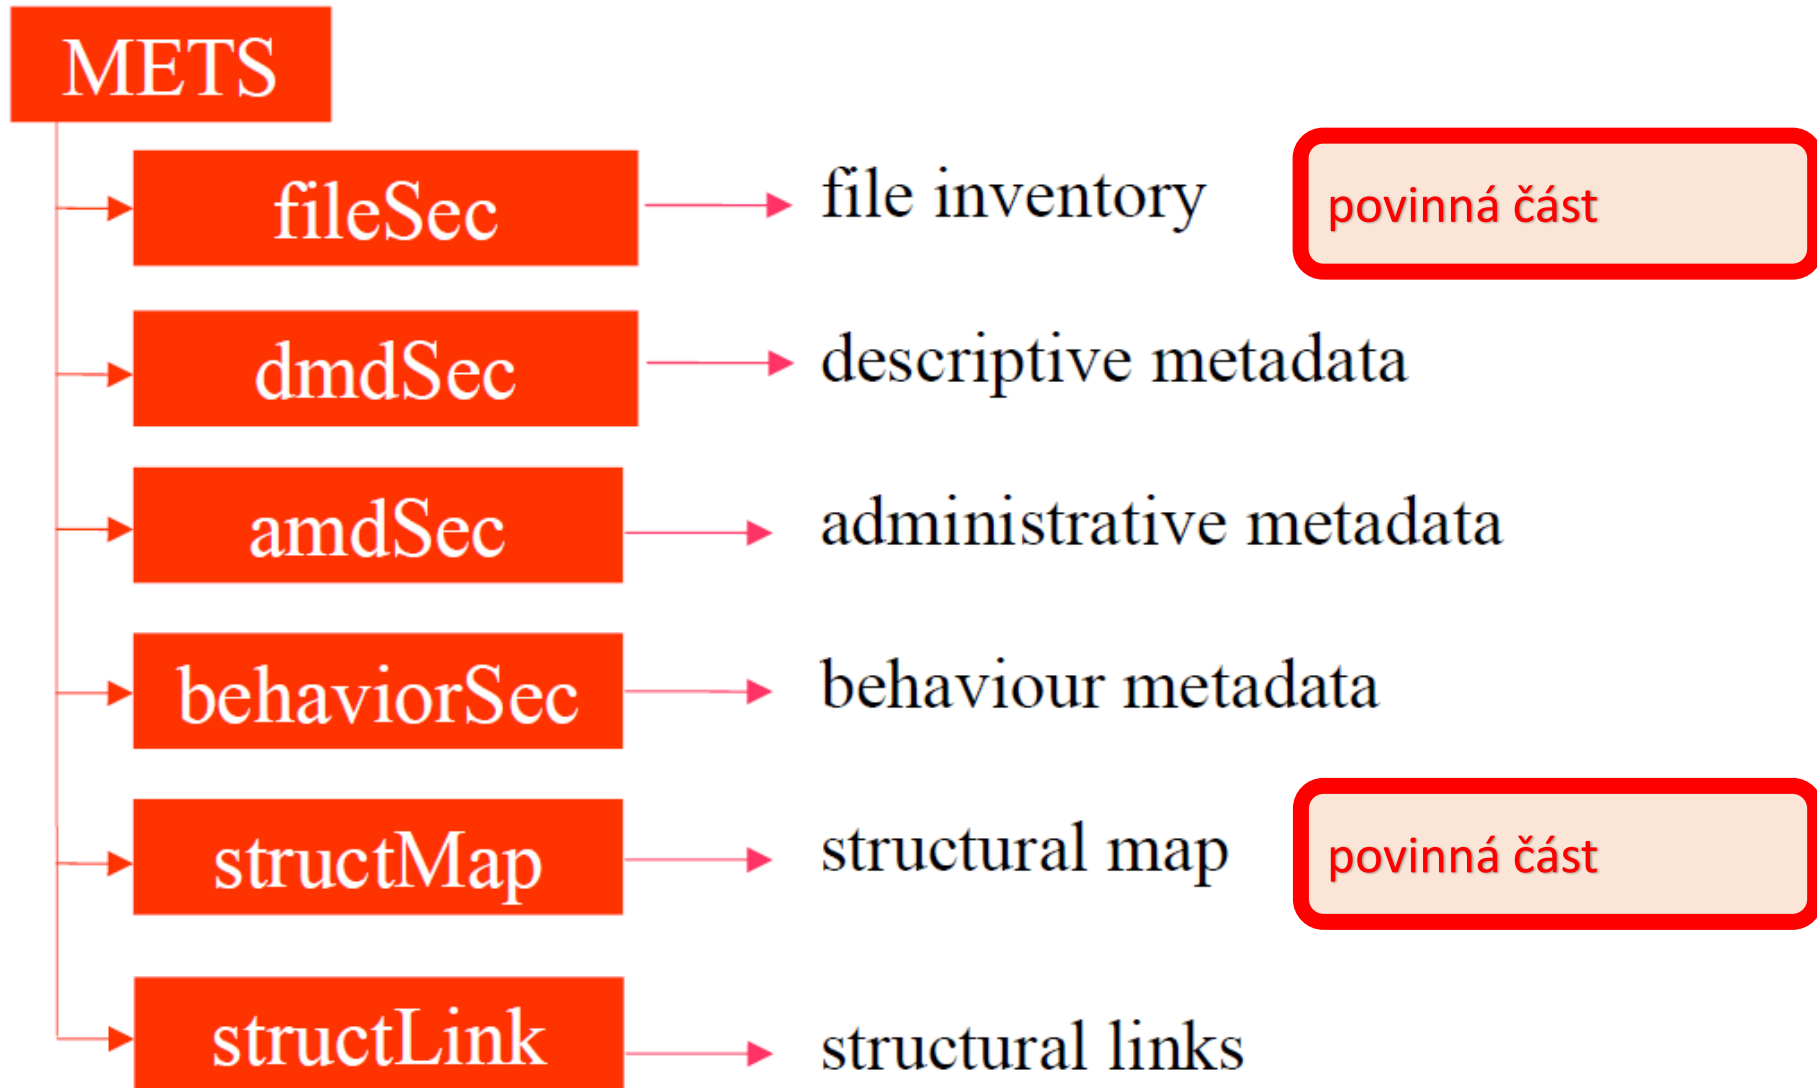 METS
fileSec file inventory povinná část
dmdSec descriptive metadata
amdSec administrative metadata
behaviorSec behaviour metadata
structMap structural map povinná část
structLink structural links